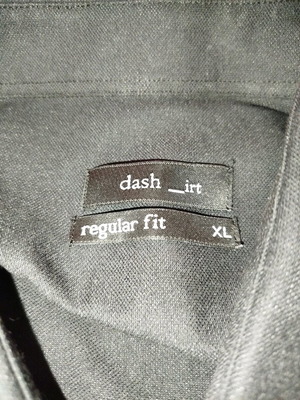 dash _irt
regular fit XL